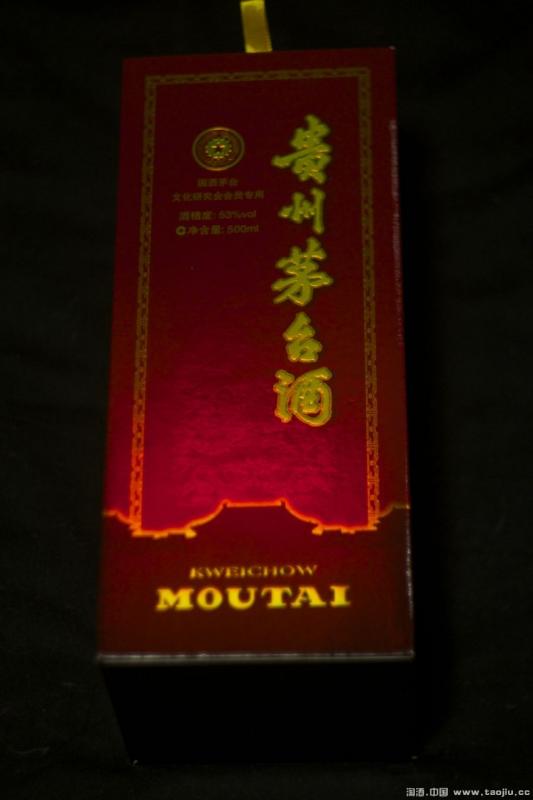 贵州茅台酒
国酒茅台
文化研究会会员专用
酒精度: 53%vol
净含量: 500ml
KWEICHOW
MOUTAI
淘酒.中国 www.taojiu.cc